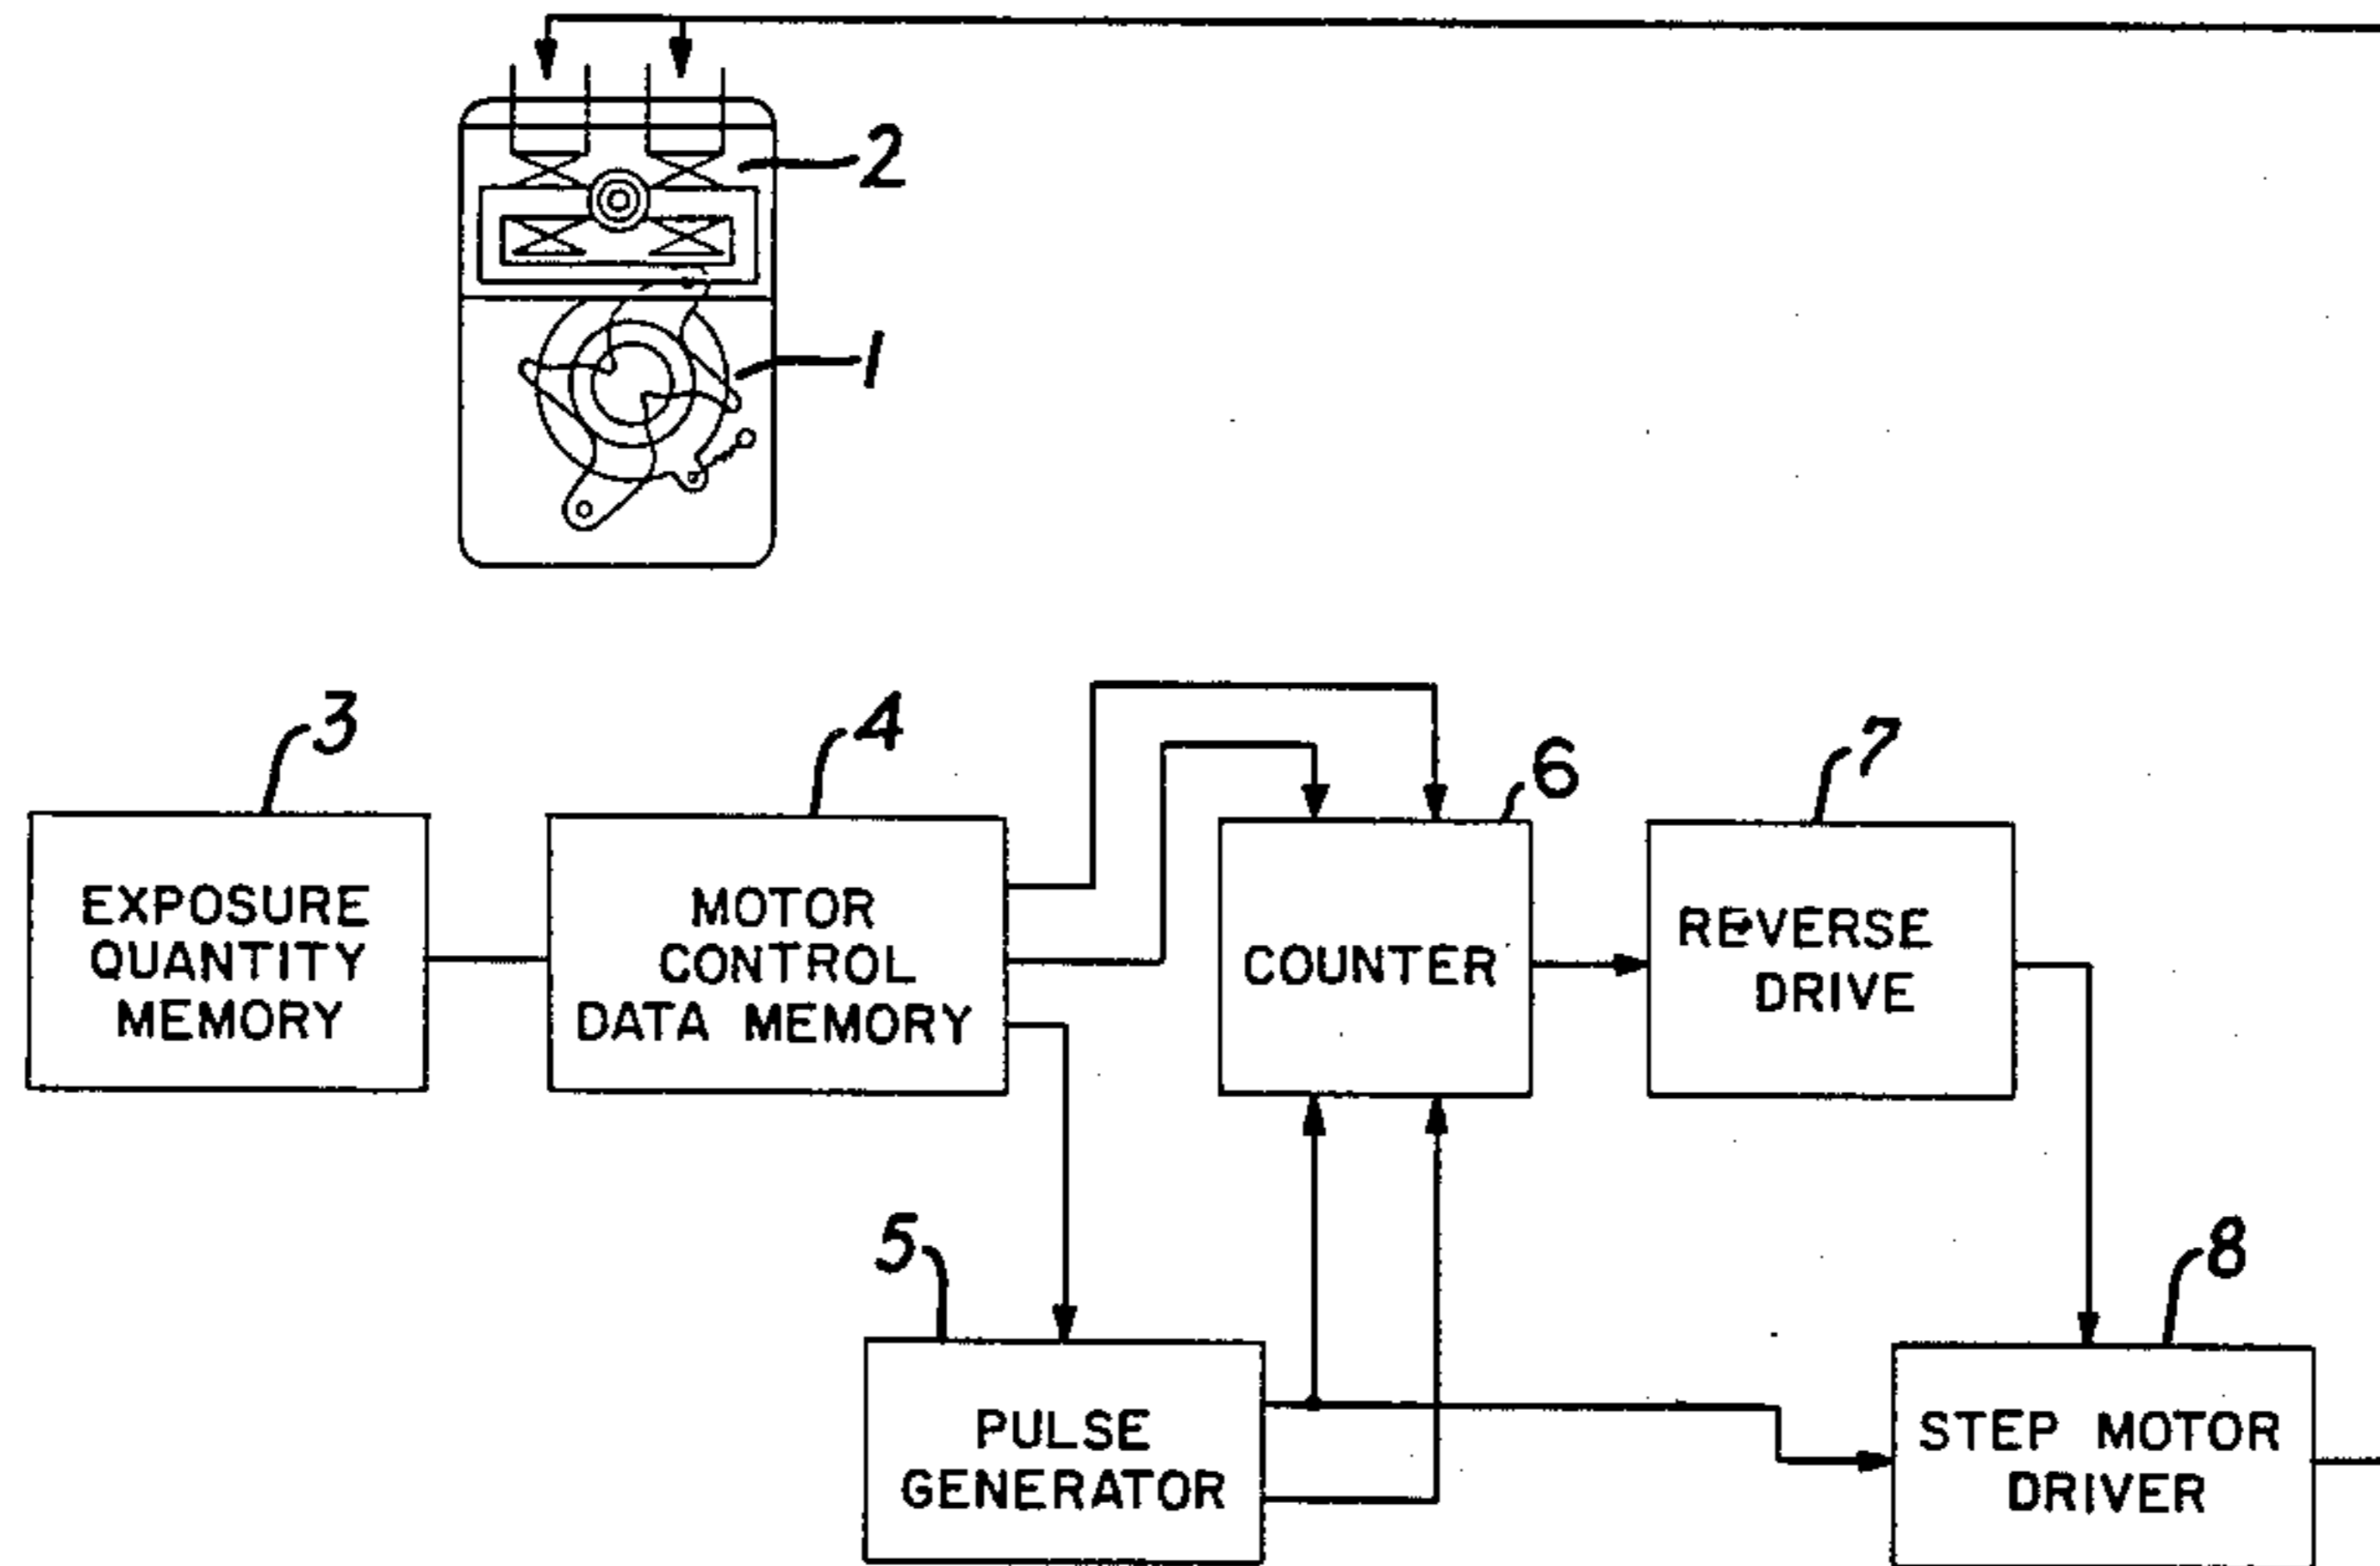 2
1
3
4
6
7
EXPOSURE
QUANTITY
MEMORY
MOTOR
CONTROL
DATA MEMORY
COUNTER
REVERSE
DRIVE
5
8
PULSE
GENERATOR
STEP MOTOR
DRIVER